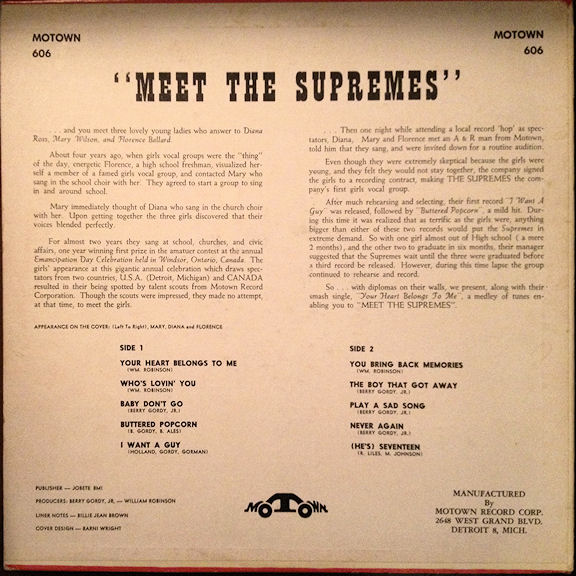 MOTOWN
606
MOTOWN
606
"MEET THE SUPREMES"
. . . and you meet three lovely young ladies who answer to Diana
Ross, Mary Wilson, and Florence Ballard.
About four years ago, when girls vocal groups were the "thing"
of the day, energetic Florence, a high school freshman, visualized her-
self a member of a famed girls vocal group, and contacted Mary who
sang in the school choir with her. They agreed to start a group to sing
in and around school.
Mary immediately thought of Diana who sang in the church choir
with her. Upon getting together the three girls discovered that their
voices blended perfectly.
For almost two years they sang at school, churches, and civic
affairs, one year winning first prize in the amateur contest at the annual
Emancipation Day Celebration held in Windsor, Ontario, Canada. The
girls' appearance at this gigantic annual celebration which draws spec-
tators from two countries, U.S.A. (Detroit, Michigan) and CANADA
resulted in their being spotted by talent scouts from Motown Record
Corporation. Though the scouts were impressed, they made no attempt,
at that time, to meet the girls.
. . . Then one night while attending a local record 'hop' as spec-
tators, Diana, Mary and Florence met an A & R man from Motown,
told him that they sang, and were invited down for a routine audition.
Even though they were extremely skeptical because the girls were
young, and they felt they would not stay together, the company signed
the girls to a recording contract, making THE SUPREMES the com-
pany's first girls vocal group.
After much rehearsing and selecting, their first record "I Want A
Guy" was released, followed by "Buttered Popcorn", a mild hit. Dur-
ing this time it was realized that as terrific as the girls were, anything
bigger than either of these two records would put the Supremes in
extreme demand. So with one girl almost out of High school ( a mere
2 months), and the other two to graduate in six months, their manager
suggested that the Supremes wait until the three were graduated before
a third record be released. However, during this time lapse the group
continued to rehearse and record.
So . . . with diplomas on their walls, we present, along with their
smash single, "Your Heart Belongs To Me", a medley of tunes en-
abling you to "MEET THE SUPREMES".
APPEARANCE ON THE COVER: (Left To Right), MARY, DIANA and FLORENCE
SIDE 1
YOUR HEART BELONGS TO ME
(WM. ROBINSON)
WHO'S LOVIN' YOU
(WM. ROBINSON)
BABY DON'T GO
(BERRY GORDY, JR.)
BUTTERED POPCORN
(B. GORDY, B. ALES)
I WANT A GUY
(HOLLAND, GORDY, GORMAN)
SIDE 2
YOU BRING BACK MEMORIES
(WM. ROBINSON)
THE BOY THAT GOT AWAY
(BERRY GORDY, JR.)
PLAY A SAD SONG
(BERRY GORDY, JR.)
NEVER AGAIN
(BERRY GORDY, JR.)
(HE'S) SEVENTEEN
(R. LILES, M. JOHNSON)
PUBLISHER — JOBETE BMI
PRODUCERS: BERRY GORDY, JR. — WILLIAM ROBINSON
LINER NOTES — BILLIE JEAN BROWN
COVER DESIGN — BARNI WRIGHT
MOTOWN
MANUFACTURED
By
MOTOWN RECORD CORP.
2648 WEST GRAND BLVD.
DETROIT 8, MICH.